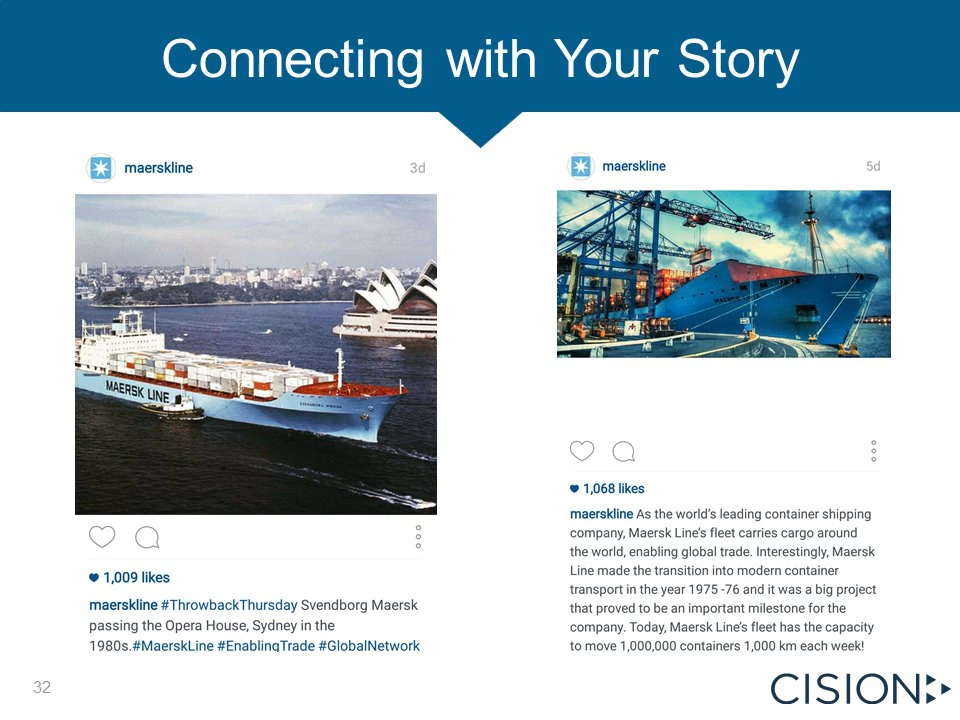 Connecting with Your Story
maerskline 3d
MAERSK LINE
SVENDBORG MAERSK
1,009 likes
maerskline #ThrowbackThursday Svendborg Maersk
passing the Opera House, Sydney in the
1980s.#MaerskLine #EnablingTrade #GlobalNetwork
maerskline 5d
1,068 likes
maerskline As the world’s leading container shipping
company, Maersk Line’s fleet carries cargo around
the world, enabling global trade. Interestingly, Maersk
Line made the transition into modern container
transport in the year 1975 -76 and it was a big project
that proved to be an important milestone for the
company. Today, Maersk Line’s fleet has the capacity
to move 1,000,000 containers 1,000 km each week!
32
CISION